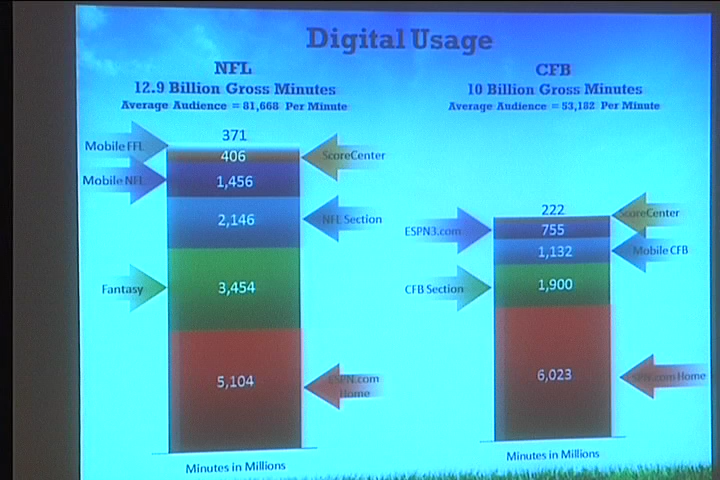 Digital Usage
NFL
12.9 Billion Gross Minutes
Average Audience = 81,668 Per Minute
Mobile FFL
371
406
ScoreCenter
Mobile NFL
1,456
2,146
NFL Section
Fantasy
3,454
5,104
ESPN.com
Home
Minutes in Millions
CFB
10 Billion Gross Minutes
Average Audience = 53,182 Per Minute
222
ScoreCenter
ESPN3.com
755
1,132
Mobile CFB
CFB Section
1,900
6,023
ESPN.com Home
Minutes in Millions